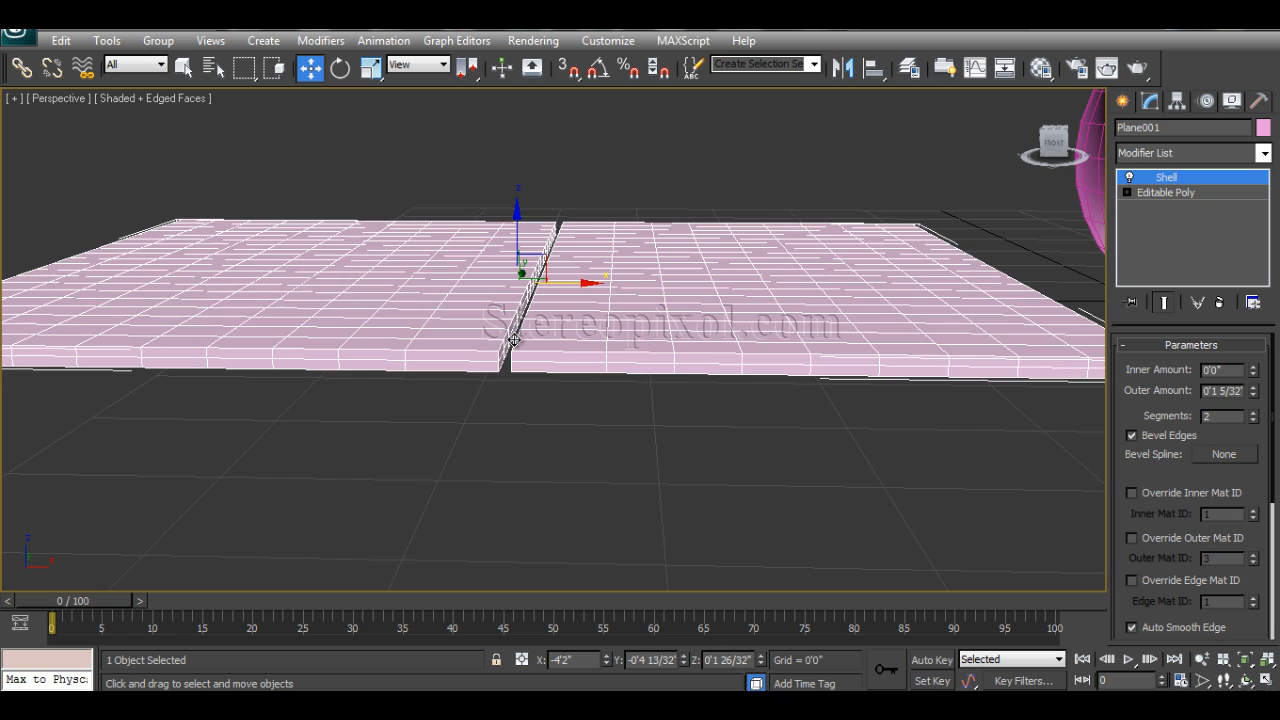 Edit Tools Group Views Create Modifiers Animation Graph Editors Rendering Customize MAXScript Help
All View 3 ABC Create Selection Se
[ + ] [ Perspective ] [ Shaded + Edged Faces ]
FRONT
Plane001
Modifier List
Shell
Editable Poly
z
y
x
Stereopixol.com
Parameters
Inner Amount: 0'0"
Outer Amount: 0'1 5/32"
Segments: 2
Bevel Edges
Bevel Spline: None
Override Inner Mat ID
Inner Mat ID: 1
Override Outer Mat ID
Outer Mat ID: 3
Override Edge Mat ID
Edge Mat ID: 1
Auto Smooth Edge
z
x
< 0 / 100 >
0 5 10 15 20 25 30 35 40 45 50 55 60 65 70 75 80 85 90 95 100
1 Object Selected X: -4'2" Y: -0'4 13/32" Z: 0'1 26/32" Grid = 0'0" Auto Key Selected
Max to Physc: Click and drag to select and move objects Add Time Tag Set Key Key Filters... 0